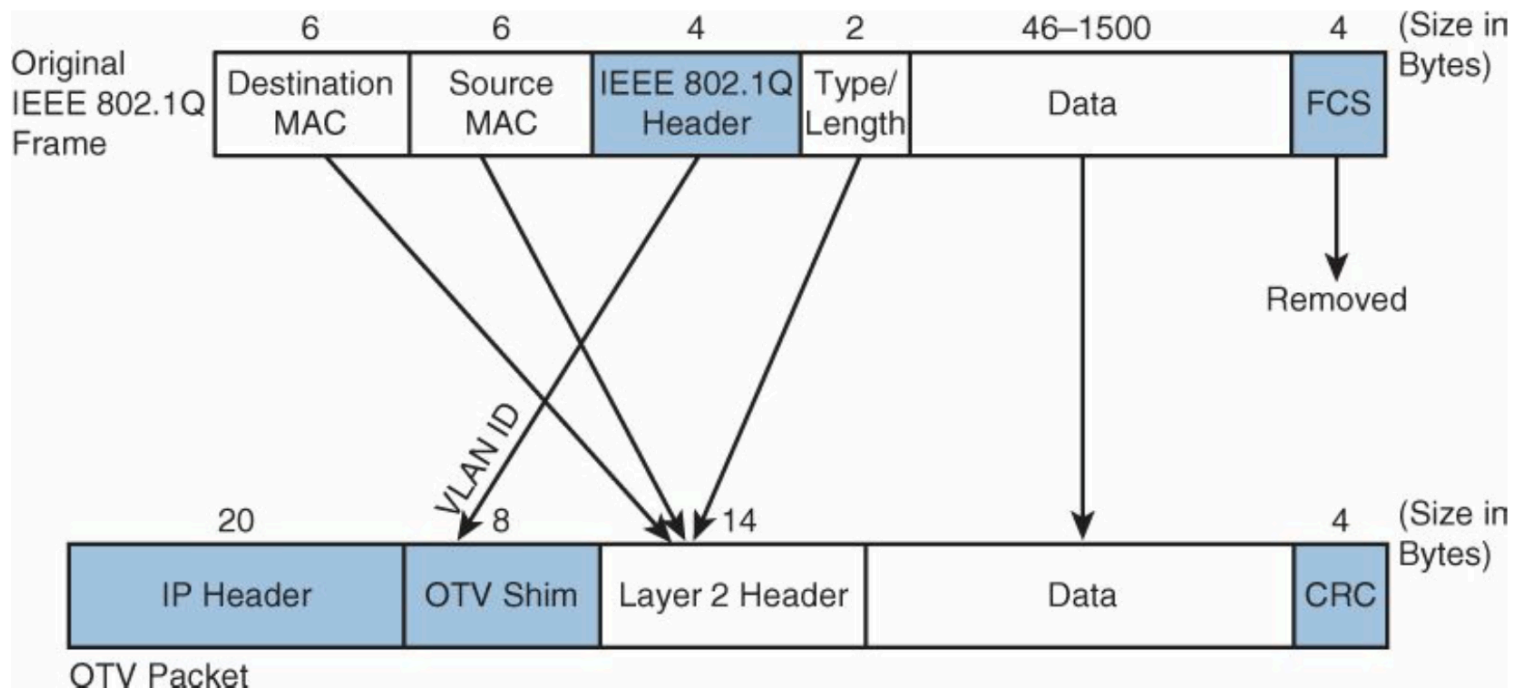 6 6 4 2 46–1500 4 (Size in
Bytes)
Original
IEEE 802.1Q
Frame
Destination
MAC
Source
MAC
IEEE 802.1Q
Header
Type/
Length
Data
FCS
Removed
VLAN ID
20 8 14 4 (Size in
Bytes)
IP Header OTV Shim Layer 2 Header Data CRC
OTV Packet